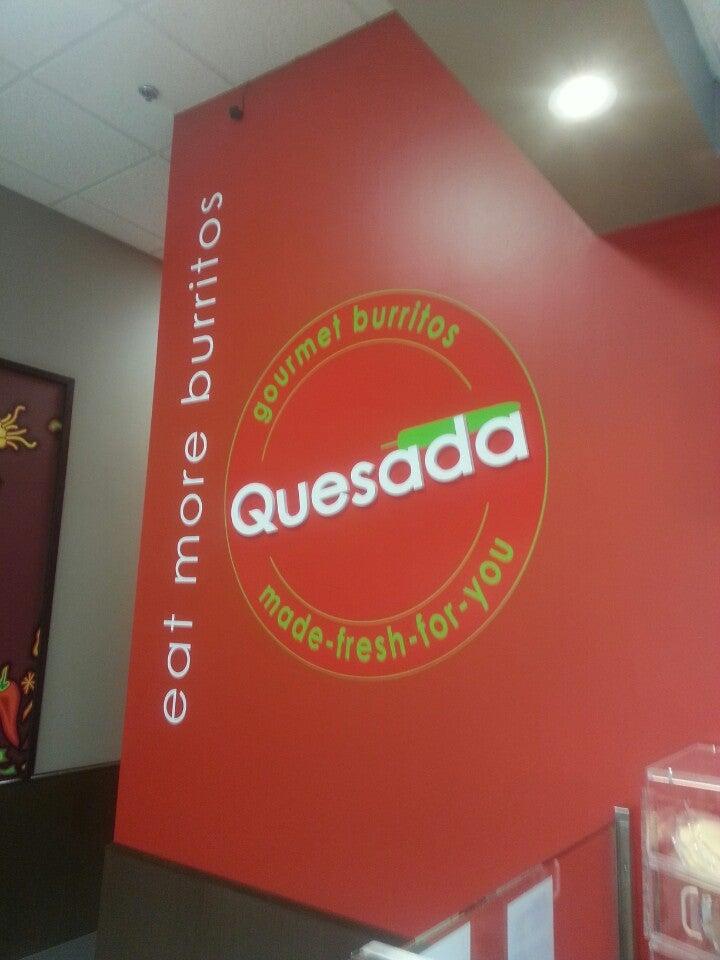 eat more burritos
gourmet burritos
Quesada
made-fresh-for-you